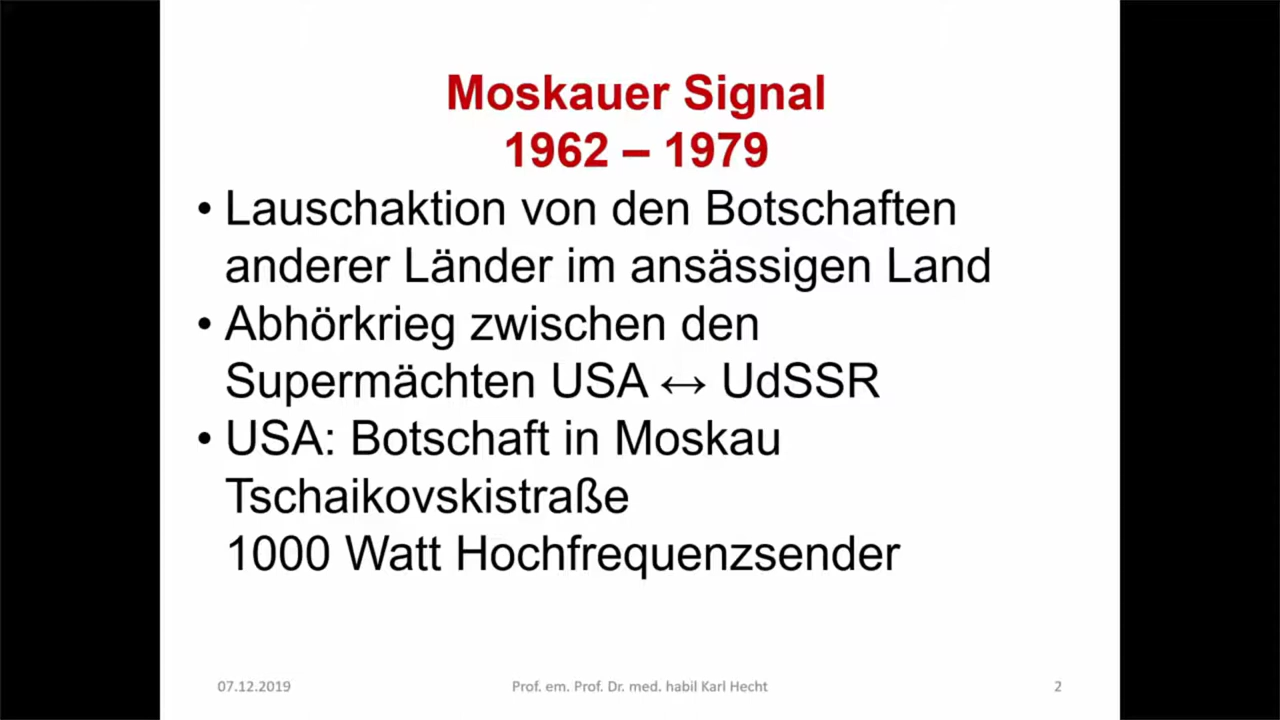 Moskauer Signal
1962 – 1979
• Lauschaktion von den Botschaften
anderer Länder im ansässigen Land
• Abhörkrieg zwischen den
Supermächten USA ↔ UdSSR
• USA: Botschaft in Moskau
Tschaikovskistraße
1000 Watt Hochfrequenzsender
07.12.2019 Prof. em. Prof. Dr. med. habil Karl Hecht 2